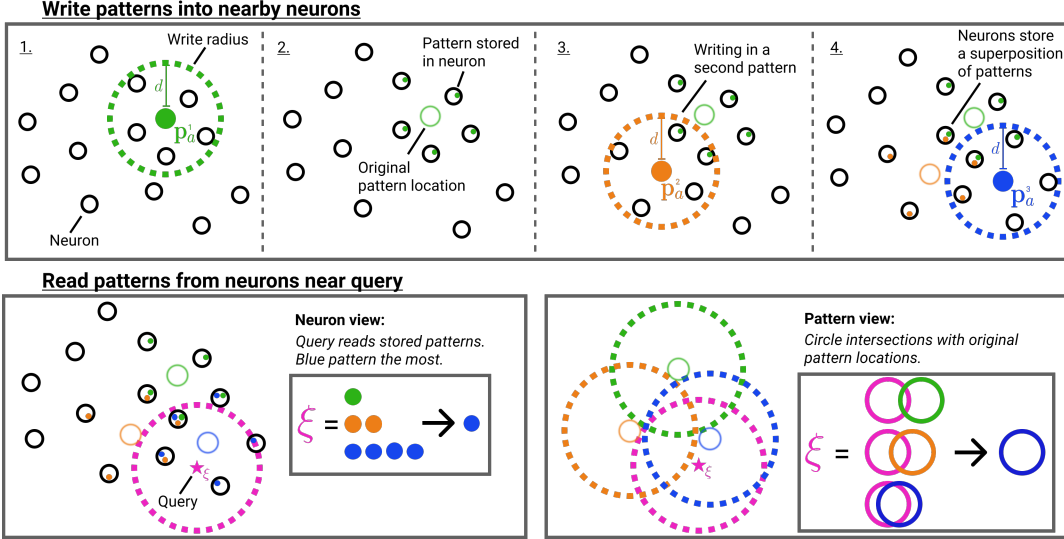 Write patterns into nearby neurons
1.
Write radius
d
p_a^1
Neuron
2.
Pattern stored
in neuron
Original
pattern location
3.
Writing in a
second pattern
d
p_a^2
4.
Neurons store
a superposition
of patterns
d
p_a^3
Read patterns from neurons near query
Neuron view:
Query reads stored patterns.
Blue pattern the most.
ξ =
ξ
Query
Pattern view:
Circle intersections with original
pattern locations.
ξ =
ξ